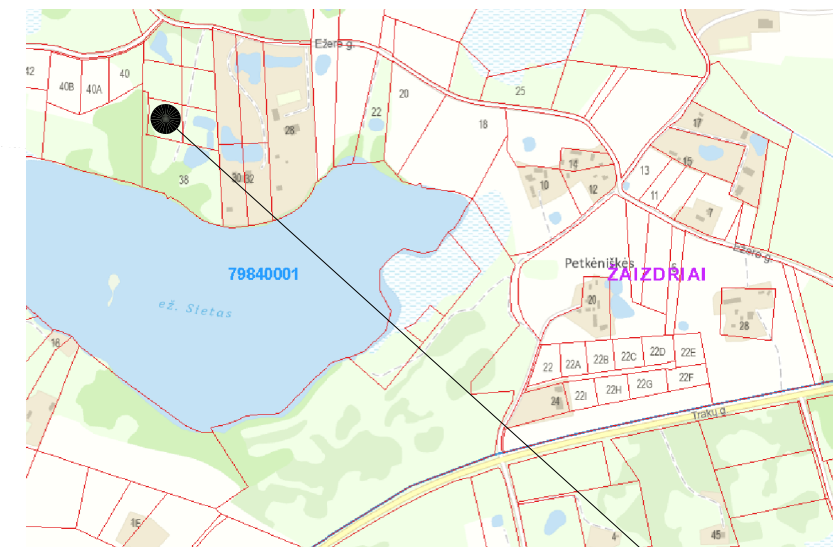 Ežero g.
42
40B
40A
40
20
25
22
18
28
17
14
15
13
10
12
11
38
30
32
7
Ežero g.
Petkėniškės
5
79840001
ŽAIZDRIAI
ež. Sletas
20
28
18
22
22A
22B
22C
22D
22E
24
22I
22H
22G
22F
Trakų g.
4
45